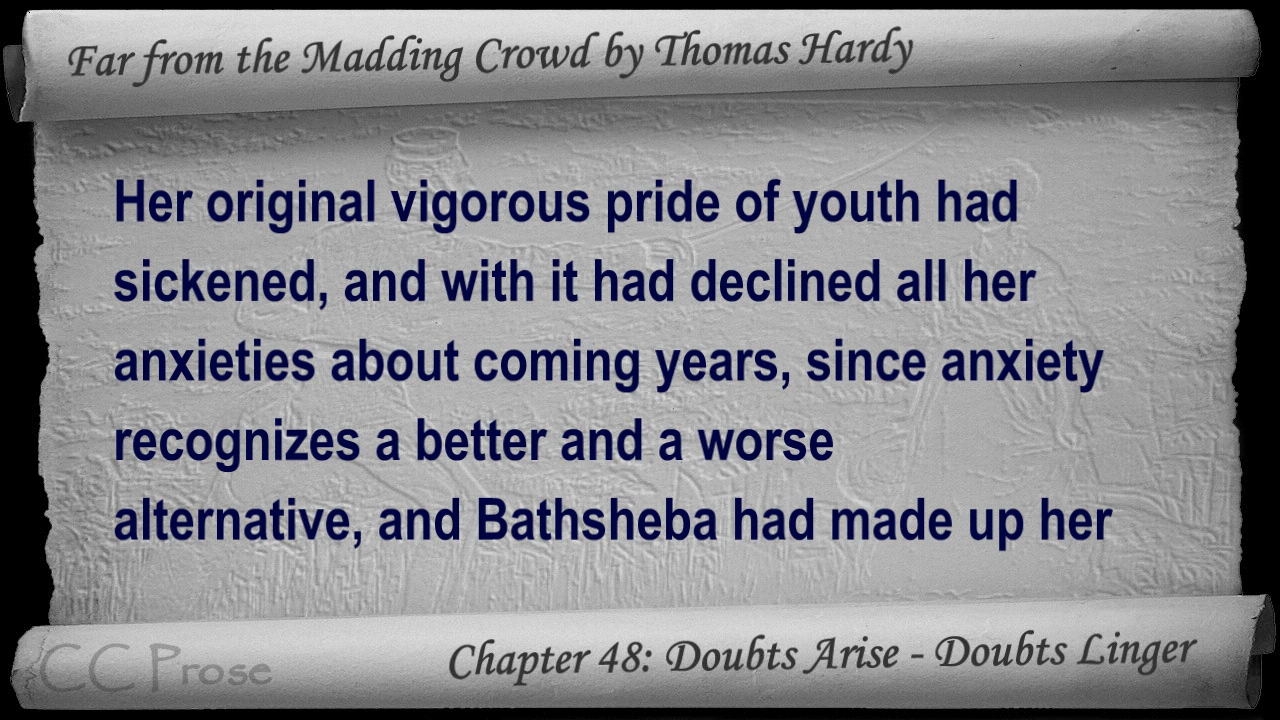 Far from the Madding Crowd by Thomas Hardy
Her original vigorous pride of youth had
sickened, and with it had declined all her
anxieties about coming years, since anxiety
recognizes a better and a worse
alternative, and Bathsheba had made up her
CC Prose
Chapter 48: Doubts Arise - Doubts Linger